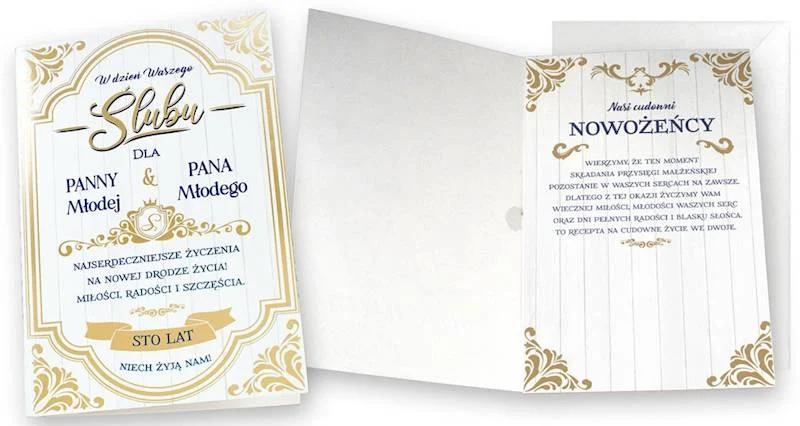 W dzień Waszego
Ślubu
DLA
PANNY & PANA
Młodej Młodego
S
NAJSERDECZNIEJSZE ŻYCZENIA
NA NOWEJ DRODZE ŻYCIA!
MIŁOŚCI, RADOŚCI I SZCZĘŚCIA.
STO LAT
NIECH ŻYJĄ NAM!
Nasi cudowni
NOWOŻEŃCY
WIERZYMY, ŻE TEN MOMENT
SKŁADANIA PRZYSIĘGI MAŁŻEŃSKIEJ
POZOSTANIE W WASZYCH SERCACH NA ZAWSZE.
DLATEGO Z TEJ OKAZJI ŻYCZYMY WAM
WIECZNEJ MIŁOŚCI, MŁODOŚCI WASZYCH SERC
ORAZ DNI PEŁNYCH RADOŚCI I BLASKU SŁOŃCA.
TO RECEPTA NA CUDOWNE ŻYCIE WE DWOJE.